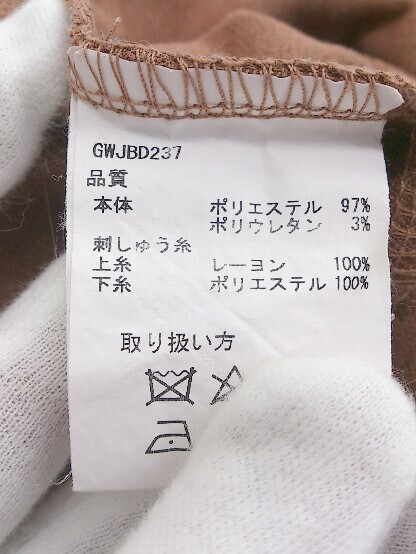 GWJBD237
品質
本体 ポリエステル 97%
ポリウレタン 3%
刺しゅう糸
上糸 レーヨン 100%
下糸 ポリエステル 100%
取り扱い方